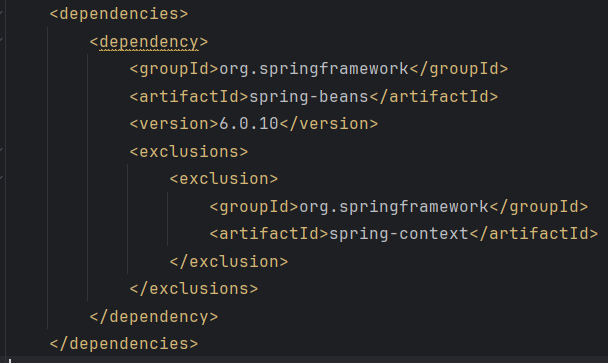 <dependencies>
<dependency>
<groupId>org.springframework</groupId>
<artifactId>spring-beans</artifactId>
<version>6.0.10</version>
<exclusions>
<exclusion>
<groupId>org.springframework</groupId>
<artifactId>spring-context</artifactId>
</exclusion>
</exclusions>
</dependency>
</dependencies>